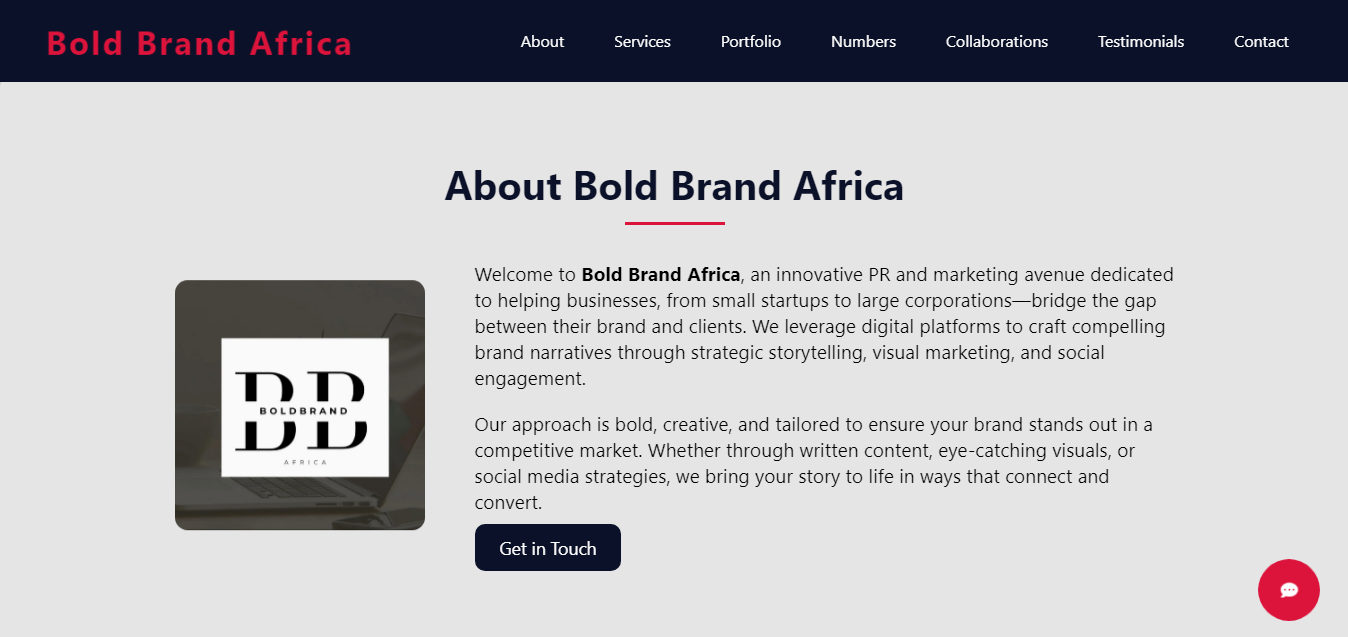 Bold Brand Africa
About Services Portfolio Numbers Collaborations Testimonials Contact
About Bold Brand Africa
BB
BOLDBRAND
AFRICA
Welcome to Bold Brand Africa, an innovative PR and marketing avenue dedicated
to helping businesses, from small startups to large corporations—bridge the gap
between their brand and clients. We leverage digital platforms to craft compelling
brand narratives through strategic storytelling, visual marketing, and social
engagement.
Our approach is bold, creative, and tailored to ensure your brand stands out in a
competitive market. Whether through written content, eye-catching visuals, or
social media strategies, we bring your story to life in ways that connect and
convert.
Get in Touch